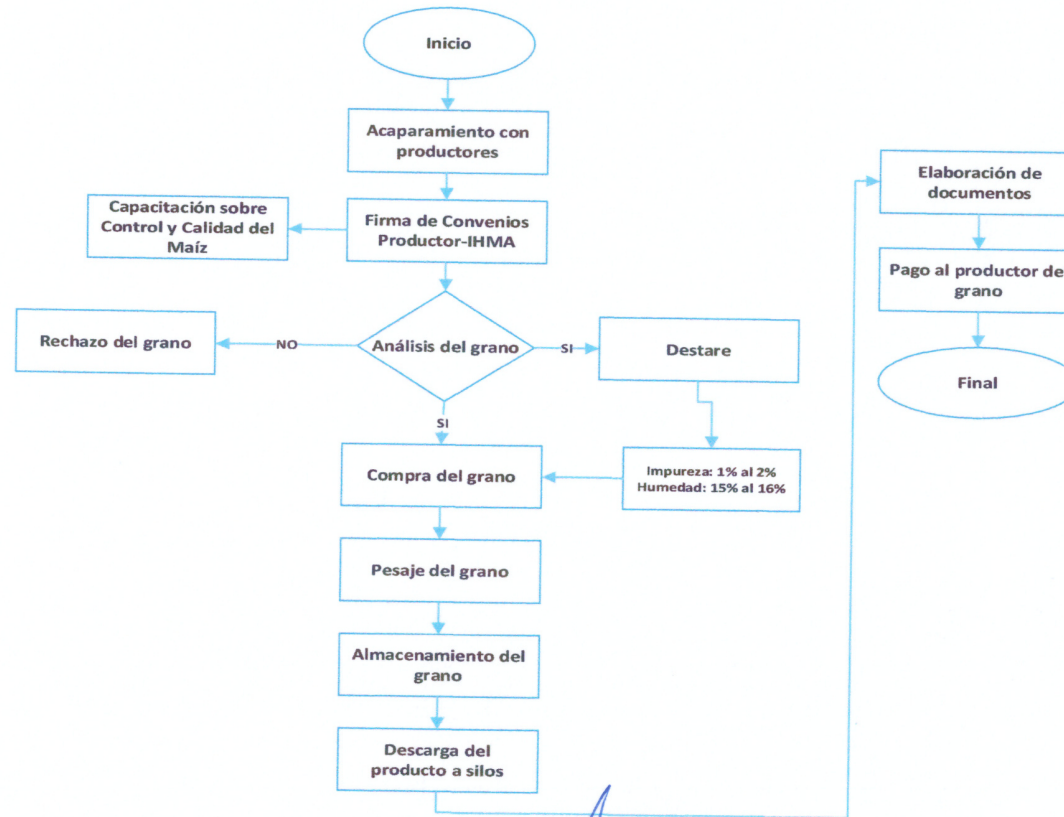 Inicio
Acaparamiento con
productores
Capacitación sobre
Control y Calidad del
Maíz
Firma de Convenios
Productor-IHMA
Rechazo del grano
NO
Análisis del grano
SI
Destare
SI
Compra del grano
Impureza: 1% al 2%
Humedad: 15% al 16%
Pesaje del grano
Almacenamiento del
grano
Descarga del
producto a silos
Elaboración de
documentos
Pago al productor de
grano
Final